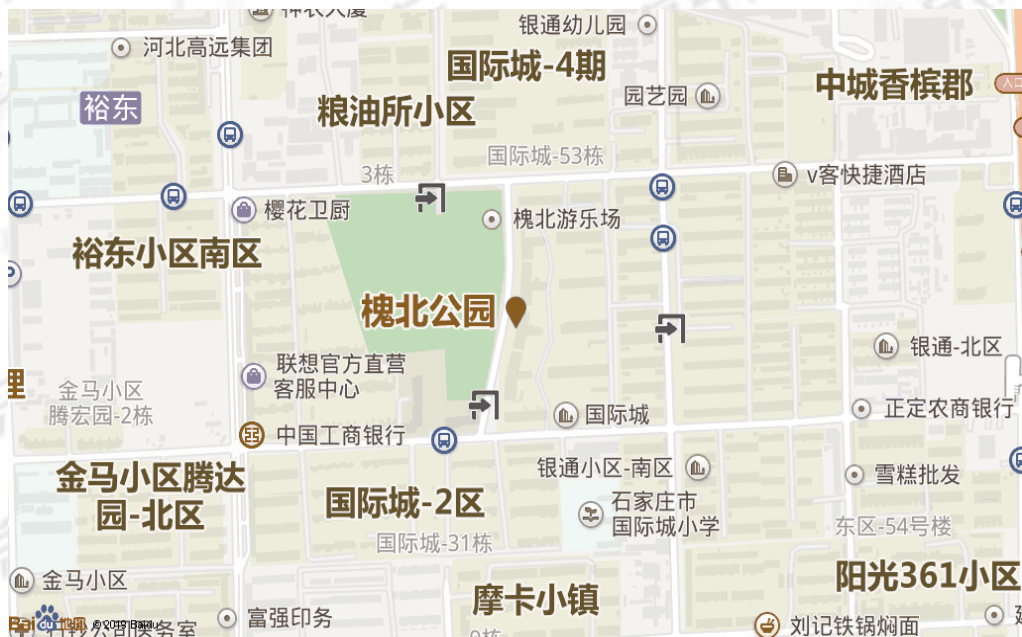 银通幼儿园
河北高远集团
国际城-4期
中城香槟郡
园艺园
裕东
粮油所小区
国际城-53栋
3栋
v客快捷酒店
樱花卫厨
槐北游乐场
裕东小区南区
槐北公园
银通-北区
联想官方直营
客服中心
金马小区
腾宏园-2栋
正定农商银行
国际城
中国工商银行
银通小区-南区
雪糕批发
金马小区腾达
园-北区
国际城-2区
石家庄市
国际城小学
东区-54号楼
国际城-31栋
金马小区
阳光361小区
摩卡小镇
富强印务
刘记铁锅焖面
Bai du 地图 © 2019 Baidu